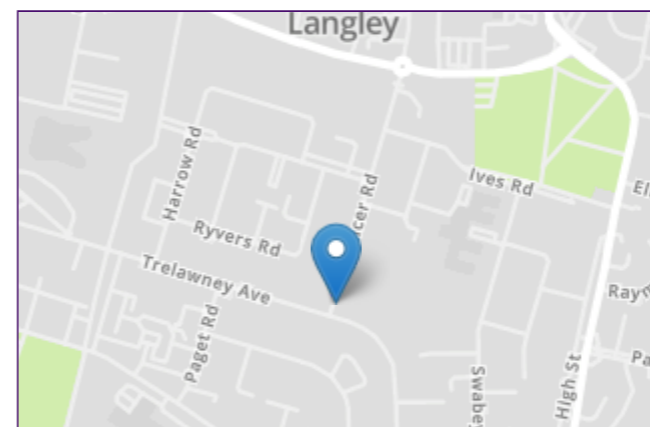 Langley
Harrow Rd
Ives Rd
Ryvers Rd
Trelawney Ave
Paget Rd
High St